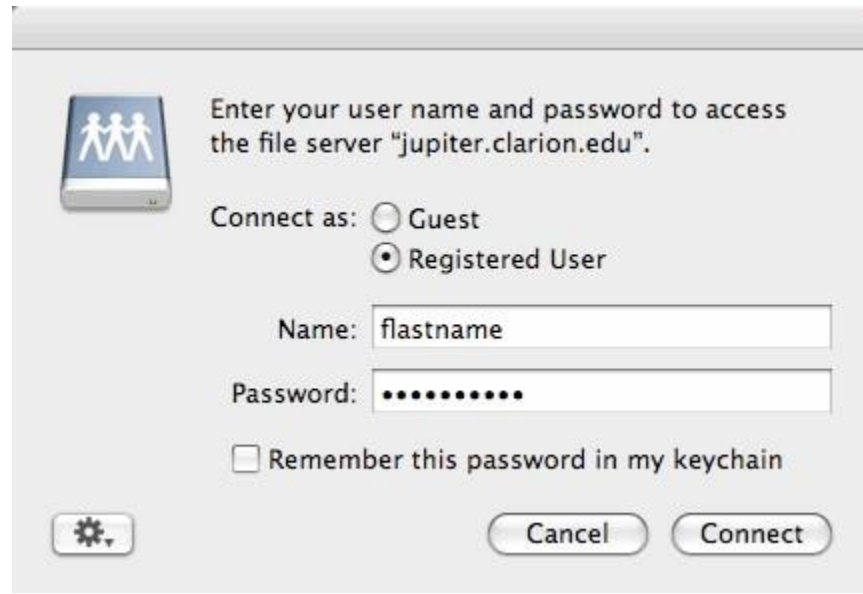 Enter your user name and password to access
the file server “jupiter.clarion.edu”.
Connect as: Guest
Registered User
Name: flastname
Password: ••••••••••
Remember this password in my keychain
Cancel Connect